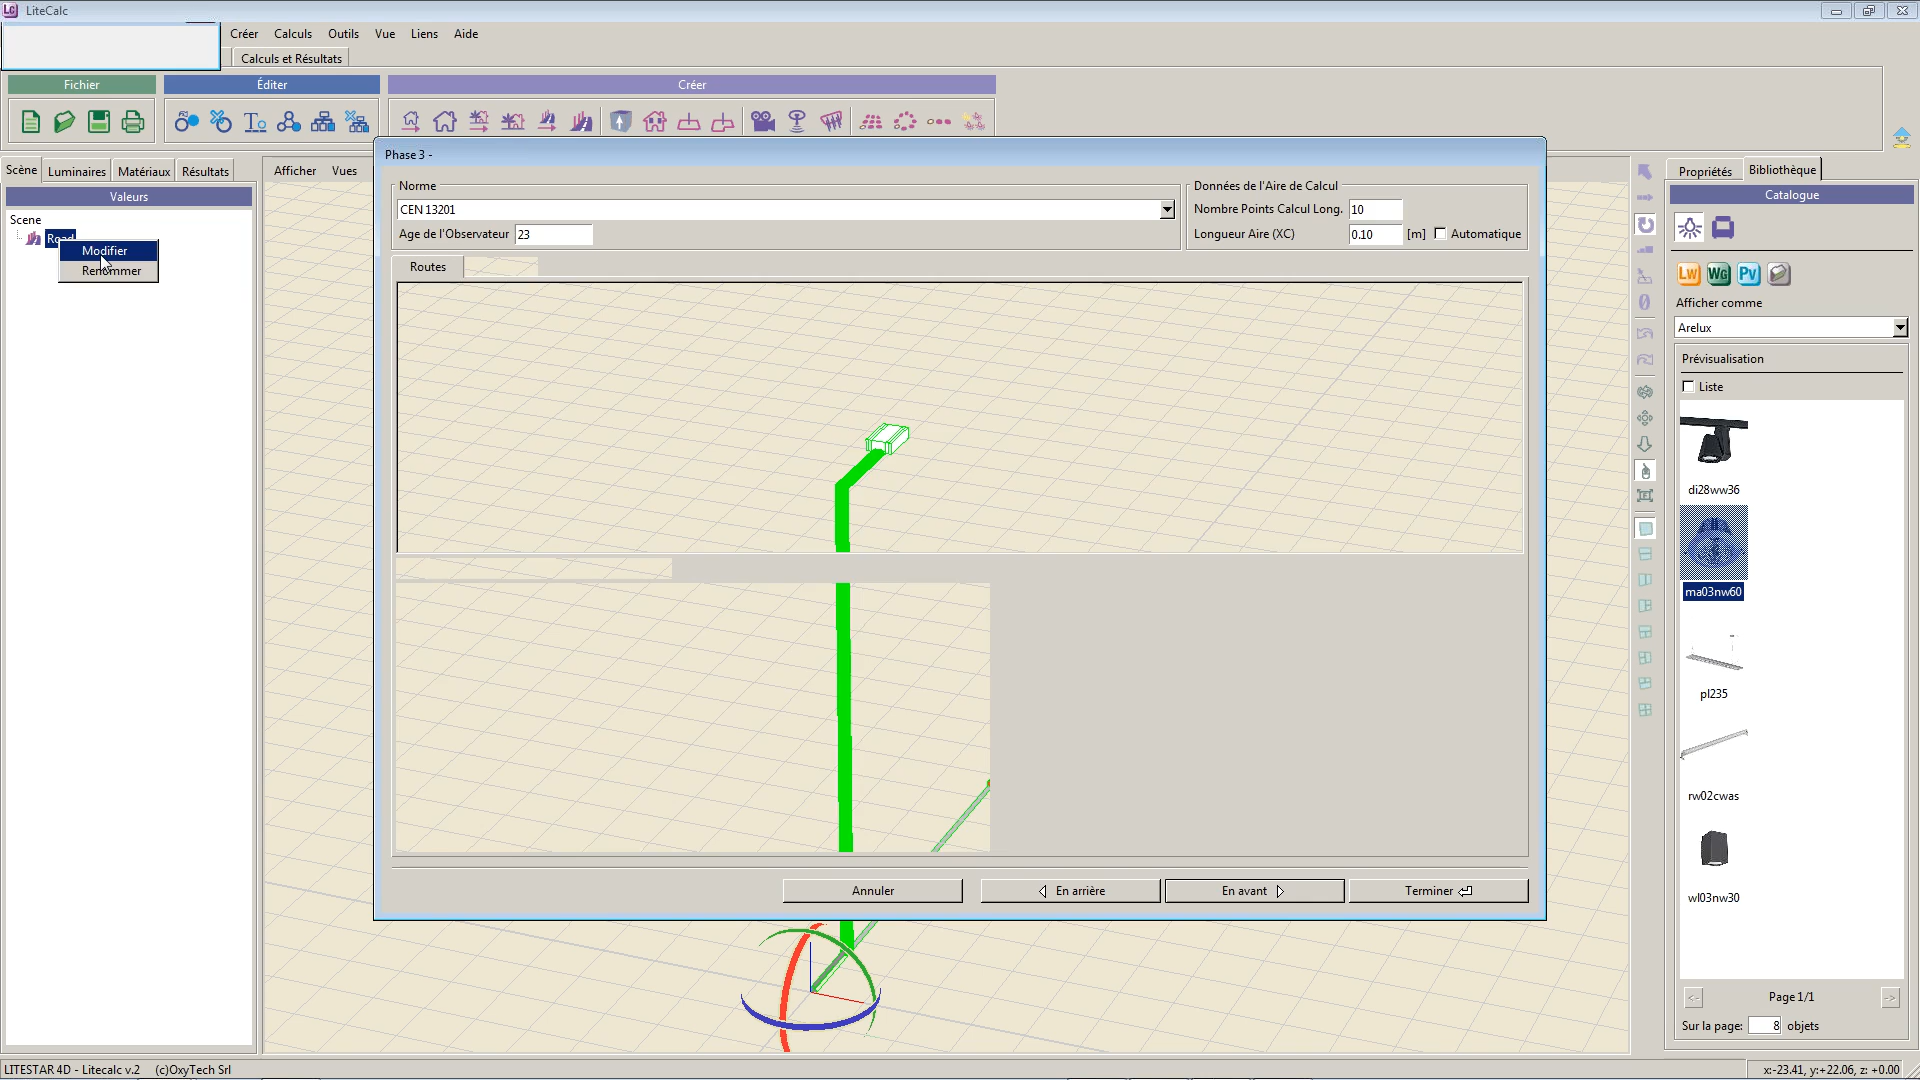 LiteCalc
Créer Calculs Outils Vue Liens Aide
Calculs et Résultats
Fichier Éditer Créer
Scène Luminaires Matériaux Résultats
Valeurs
Scene
Modifier
Renommer
Afficher Vues
Phase 3 -
Norme
CEN 13201
Age de l'Observateur 23
Données de l'Aire de Calcul
Nombre Points Calcul Long. 10
Longueur Aire (XC) 0.10 [m] Automatique
Routes
Annuler En arrière En avant Terminer
Propriétés Bibliothèque
Catalogue
Lw Wg Pv
Afficher comme
Arelux
Prévisualisation
Liste
di28ww36
ma03nw60
pl235
rw02cwas
wl03nw30
<- Page 1/1 ->
Sur la page: 8 objets
LITESTAR 4D - Litecalc v.2 (c)OxyTech Srl
x:-23.41, y:+22.06, z: +0.00